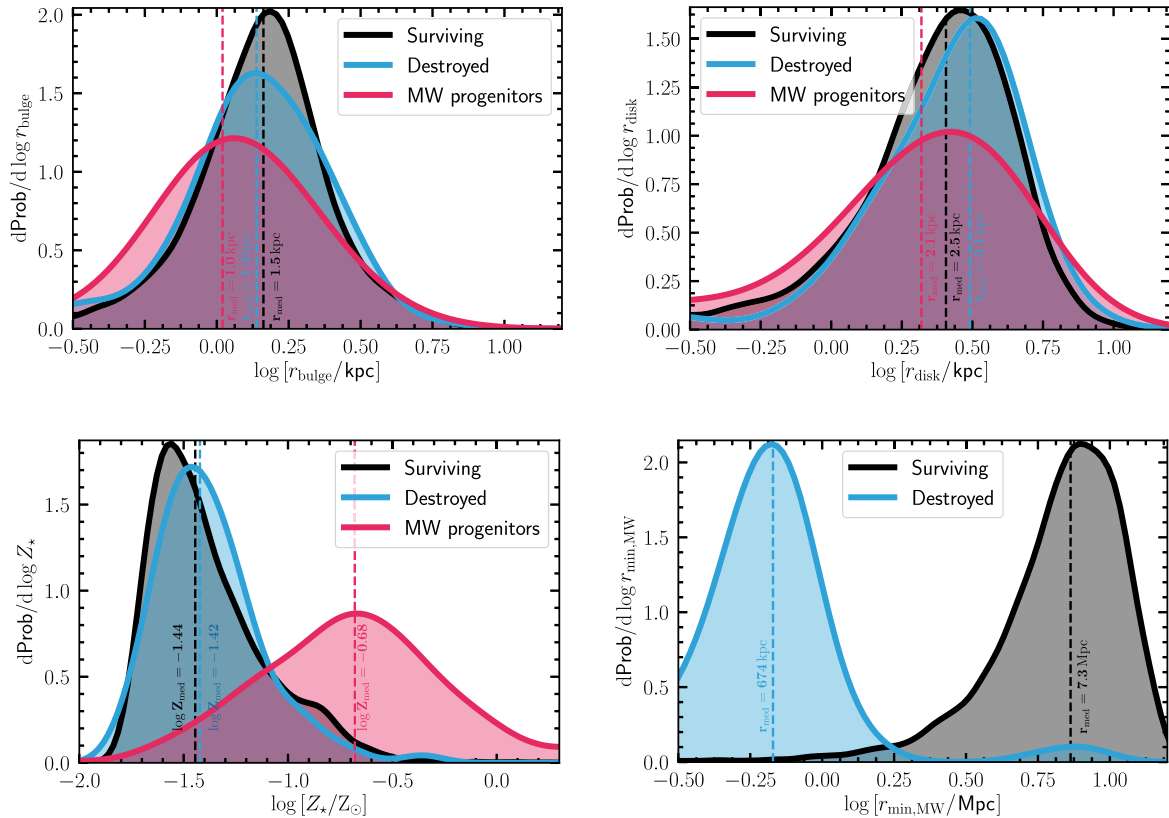 2.0
1.5
1.0
0.5
0.0
dProb/d log r_bulge
Surviving
Destroyed
MW progenitors
r_med = 1.0 kpc
r_med = 1.5 kpc
−0.50 −0.25 0.00 0.25 0.50 0.75 1.00
log [r_bulge/kpc]
1.50
1.25
1.00
0.75
0.50
0.25
0.00
dProb/d log r_disk
Surviving
Destroyed
MW progenitors
r_med = 2.1 kpc
r_med = 2.5 kpc
−0.50 −0.25 0.00 0.25 0.50 0.75 1.00
log [r_disk/kpc]
1.5
1.0
0.5
0.0
dProb/d log Z_⋆
Surviving
Destroyed
MW progenitors
log Z_med = −1.44
log Z_med = −1.42
log Z_med = −0.68
−2.0 −1.5 −1.0 −0.5 0.0
log [Z_⋆/Z_⊙]
2.0
1.5
1.0
0.5
0.0
dProb/d log r_min,MW
Surviving
Destroyed
r_med = 674 kpc
r_med = 7.3 Mpc
−0.50 −0.25 0.00 0.25 0.50 0.75 1.00
log [r_min,MW/Mpc]